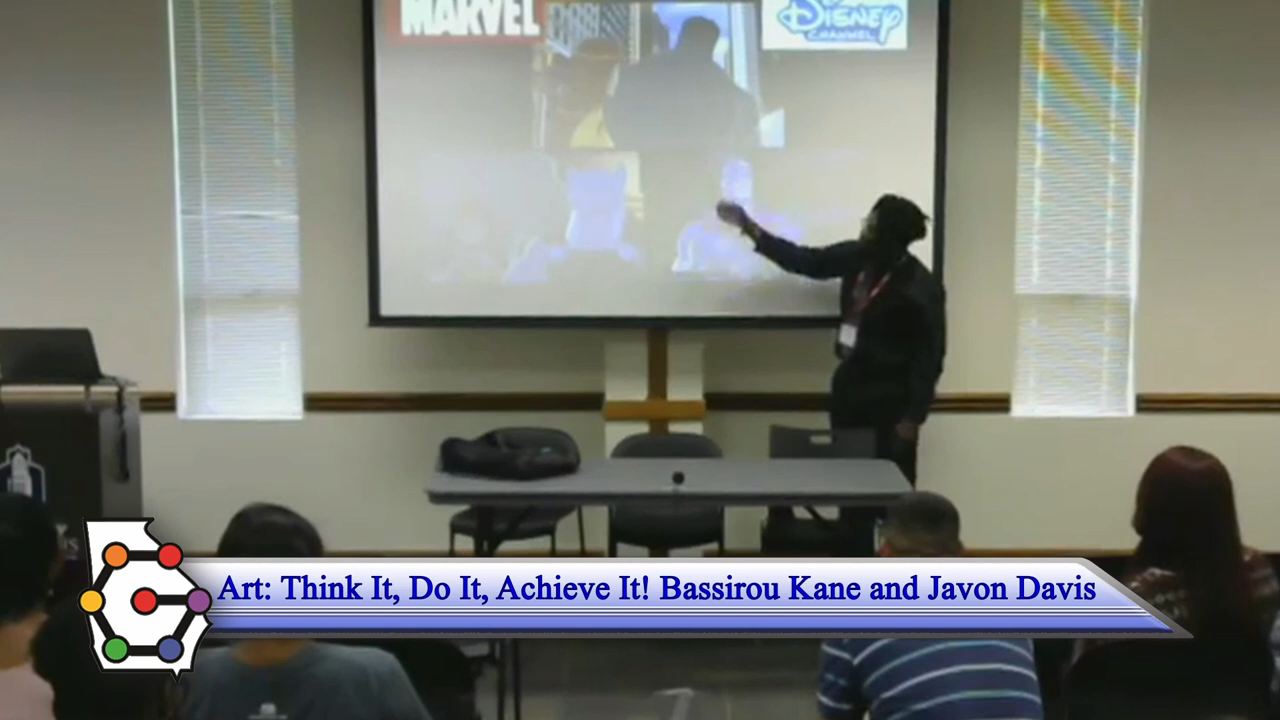 MARVEL
Disney
CHANNEL
Art: Think It, Do It, Achieve It! Bassirou Kane and Javon Davis